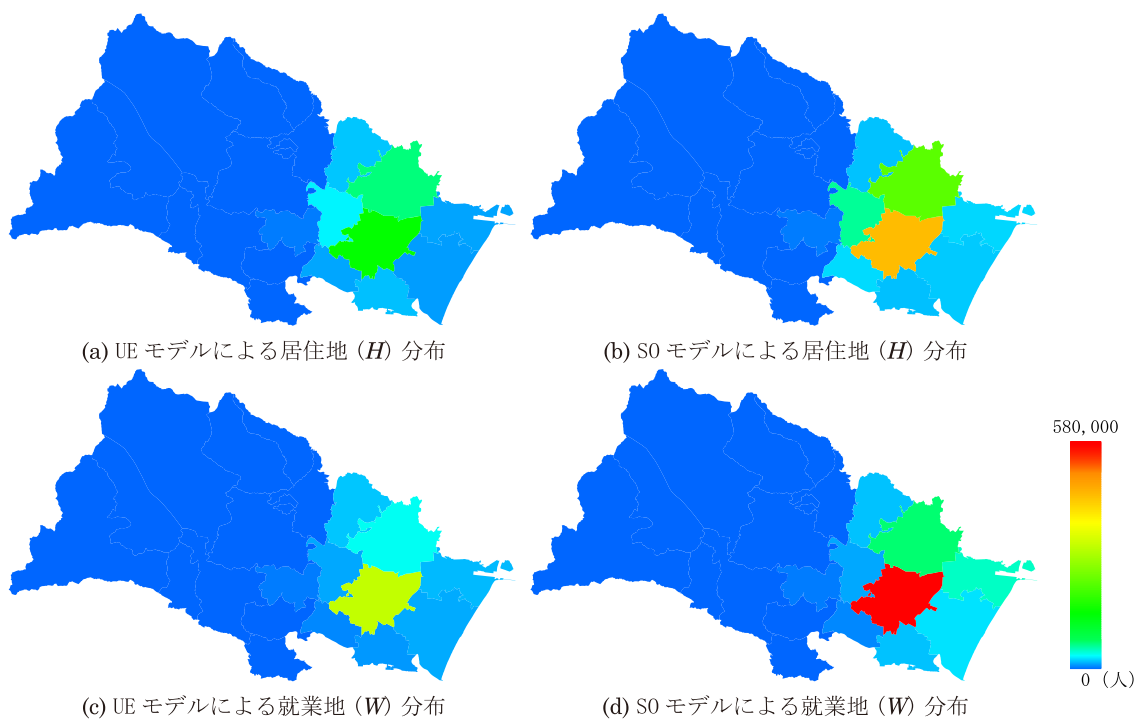 (a) UE モデルによる居住地 (H) 分布
(b) SO モデルによる居住地 (H) 分布
580,000
0 (人)
(c) UE モデルによる就業地 (W) 分布
(d) SO モデルによる就業地 (W) 分布